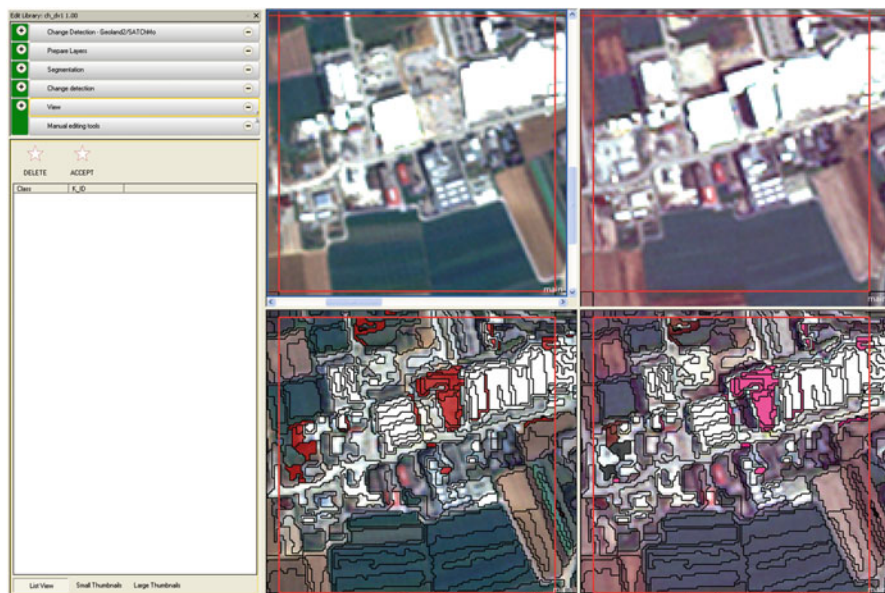 Edit Library: ch_dv1 1.00
Change Detection - Geoland2/SATChMo
Prepare Layers
Segmentation
Change detection
View
Manual editing tools
DELETE ACCEPT
Class K_ID
List View Small Thumbnails Large Thumbnails
main